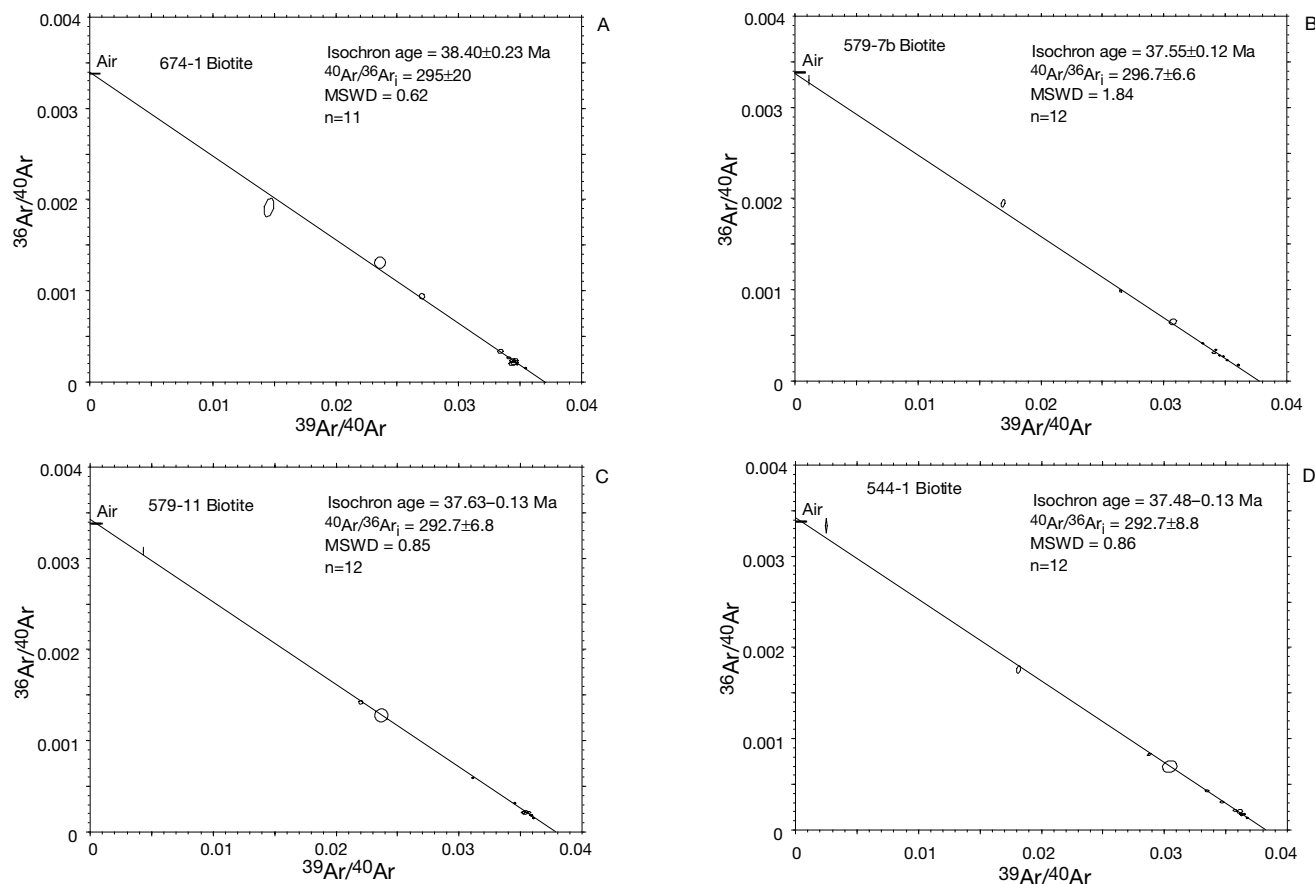 A
674-1 Biotite
Isochron age = 38.40±0.23 Ma
40Ar/36Ari = 295±20
MSWD = 0.62
n=11
Air
0.004
0.003
0.002
0.001
0
36Ar/40Ar
0 0.01 0.02 0.03 0.04
39Ar/40Ar
B
579-7b Biotite
Isochron age = 37.55±0.12 Ma
40Ar/36Ari = 296.7±6.6
MSWD = 1.84
n=12
Air
0.004
0.003
0.002
0.001
0
36Ar/40Ar
0 0.01 0.02 0.03 0.04
39Ar/40Ar
C
579-11 Biotite
Isochron age = 37.63–0.13 Ma
40Ar/36Ari = 292.7±6.8
MSWD = 0.85
n=12
Air
0.004
0.003
0.002
0.001
0
36Ar/40Ar
0 0.01 0.02 0.03 0.04
39Ar/40Ar
D
544-1 Biotite
Isochron age = 37.48–0.13 Ma
40Ar/36Ari = 292.7±8.8
MSWD = 0.86
n=12
Air
0.004
0.003
0.002
0.001
0
36Ar/40Ar
0 0.01 0.02 0.03 0.04
39Ar/40Ar